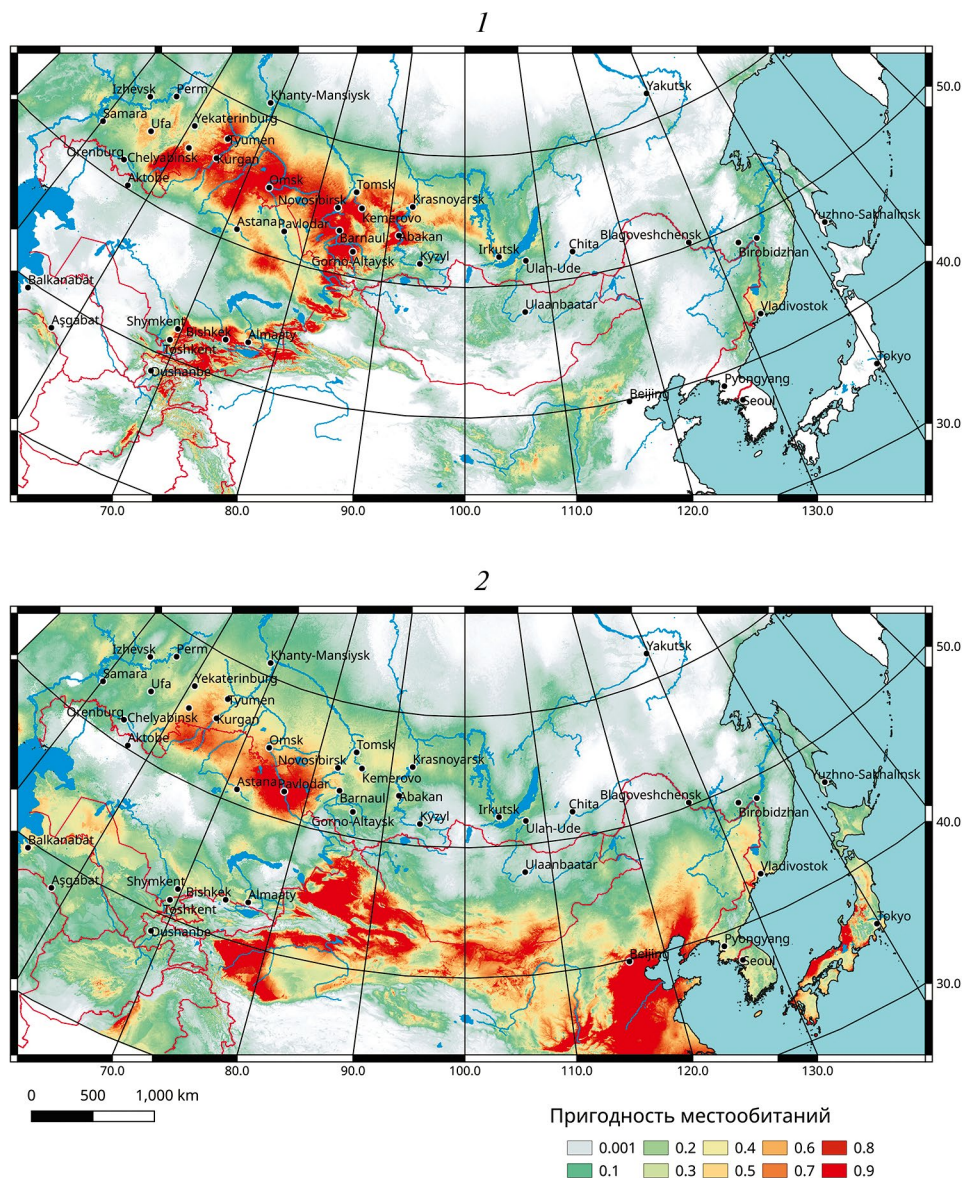 1
Izhevsk Perm Khanty-Mansiysk Yakutsk
50.0
Samara Ufa Yekaterinburg
Tyumen
Orenburg Chelyabinsk Kurgan
Aktobe Omsk Tomsk
Novosibirsk Krasnoyarsk
Kemerovo Yuzhno-Sakhalinsk
Astana Pavlodar Barnaul Abakan Blagoveshchensk
Irkutsk Chita Birobidzhan
Gorno-Altaysk Kyzyl Ulan-Ude
40.0
Balkanabat
Ulaanbaatar Vladivostok
Aşgabat Shymkent Bishkek Almaty
Toshkent Tokyo
Dushanbe Pyongyang
Beijing Seoul
30.0
70.0 80.0 90.0 100.0 110.0 120.0 130.0
2
Izhevsk Perm Khanty-Mansiysk Yakutsk
50.0
Samara Ufa Yekaterinburg
Tyumen
Orenburg Chelyabinsk Kurgan
Aktobe Omsk Tomsk
Novosibirsk Krasnoyarsk
Kemerovo Yuzhno-Sakhalinsk
Astana Pavlodar Barnaul Abakan Blagoveshchensk
Irkutsk Chita Birobidzhan
Gorno-Altaysk Kyzyl Ulan-Ude
40.0
Balkanabat
Ulaanbaatar Vladivostok
Aşgabat Shymkent Bishkek Almaty
Toshkent Tokyo
Dushanbe Pyongyang
Beijing Seoul
30.0
70.0 80.0 90.0 100.0 110.0 120.0 130.0
0 500 1,000 km
Пригодность местообитаний
0.001 0.2 0.4 0.6 0.8
0.1 0.3 0.5 0.7 0.9